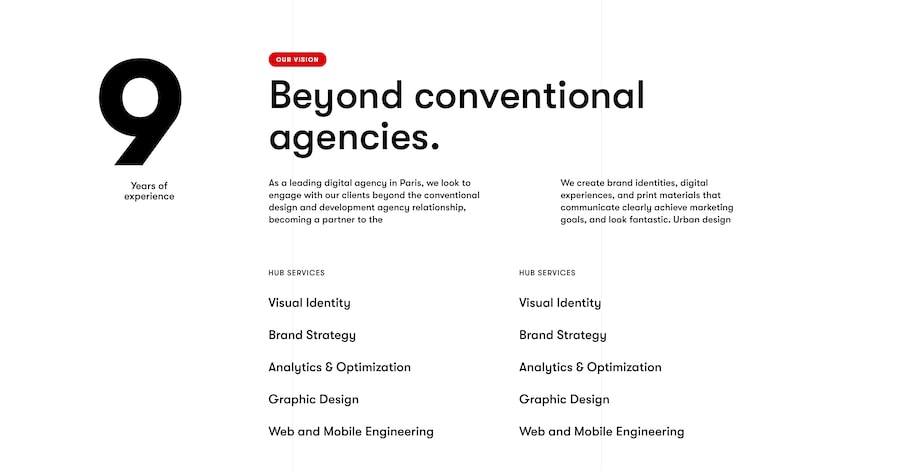 9
Years of
experience
OUR VISION
Beyond conventional
agencies.
As a leading digital agency in Paris, we look to
engage with our clients beyond the conventional
design and development agency relationship,
becoming a partner to the
We create brand identities, digital
experiences, and print materials that
communicate clearly achieve marketing
goals, and look fantastic. Urban design
HUB SERVICES
Visual Identity
Brand Strategy
Analytics & Optimization
Graphic Design
Web and Mobile Engineering
HUB SERVICES
Visual Identity
Brand Strategy
Analytics & Optimization
Graphic Design
Web and Mobile Engineering